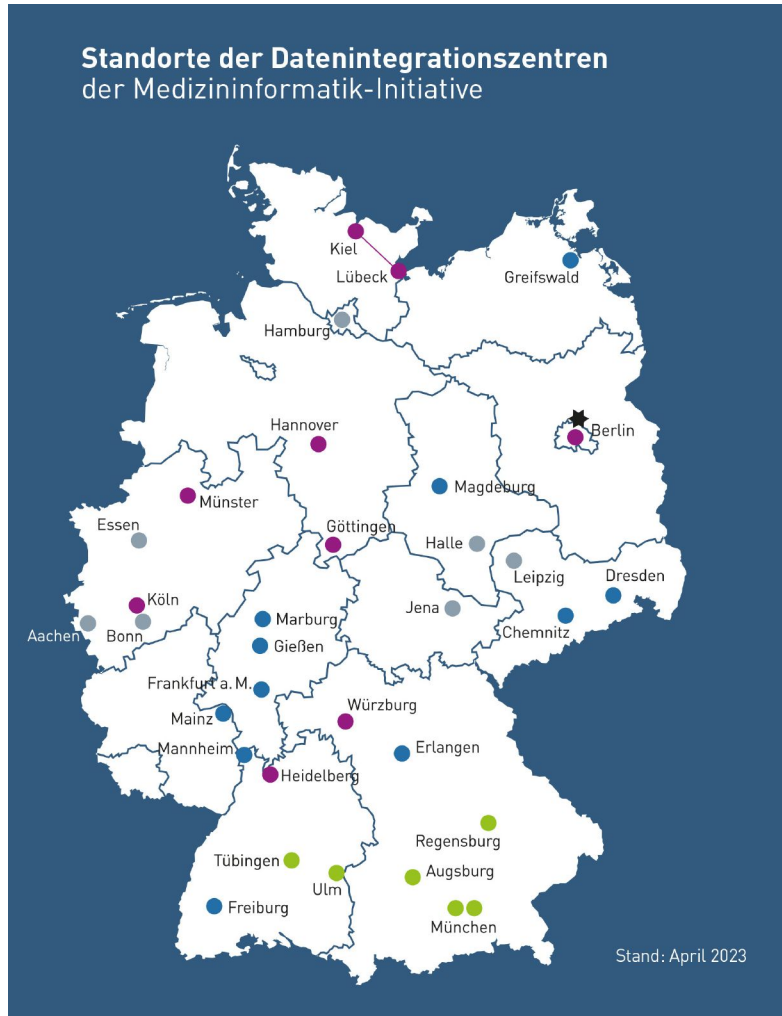 Standorte der Datenintegrationszentren
der Medizininformatik-Initiative
Kiel
Lübeck
Greifswald
Hamburg
Hannover
Berlin
Münster
Magdeburg
Essen
Göttingen
Halle
Leipzig
Dresden
Köln
Jena
Marburg
Chemnitz
Aachen
Bonn
Gießen
Frankfurt a. M.
Würzburg
Mainz
Mannheim
Erlangen
Heidelberg
Regensburg
Tübingen
Augsburg
Ulm
Freiburg
München
Stand: April 2023